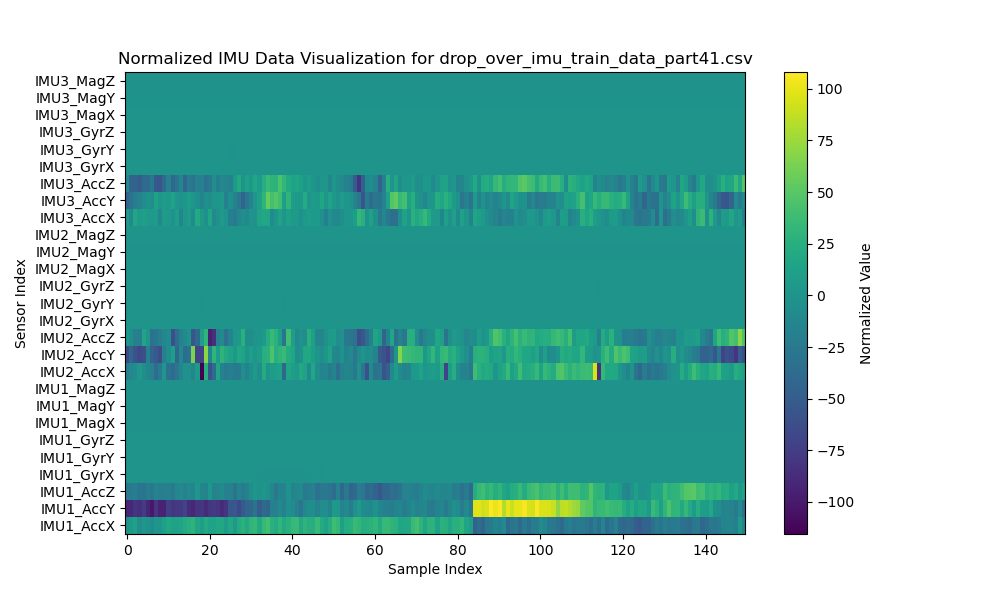 Normalized IMU Data Visualization for drop_over_imu_train_data_part41.csv
IMU3_MagZ
IMU3_MagY
IMU3_MagX
IMU3_GyrZ
IMU3_GyrY
IMU3_GyrX
IMU3_AccZ
IMU3_AccY
IMU3_AccX
IMU2_MagZ
IMU2_MagY
IMU2_MagX
IMU2_GyrZ
IMU2_GyrY
IMU2_GyrX
IMU2_AccZ
IMU2_AccY
IMU2_AccX
IMU1_MagZ
IMU1_MagY
IMU1_MagX
IMU1_GyrZ
IMU1_GyrY
IMU1_GyrX
IMU1_AccZ
IMU1_AccY
IMU1_AccX
Sensor Index
0 20 40 60 80 100 120 140
Sample Index
100
75
50
25
0
−25
−50
−75
−100
Normalized Value